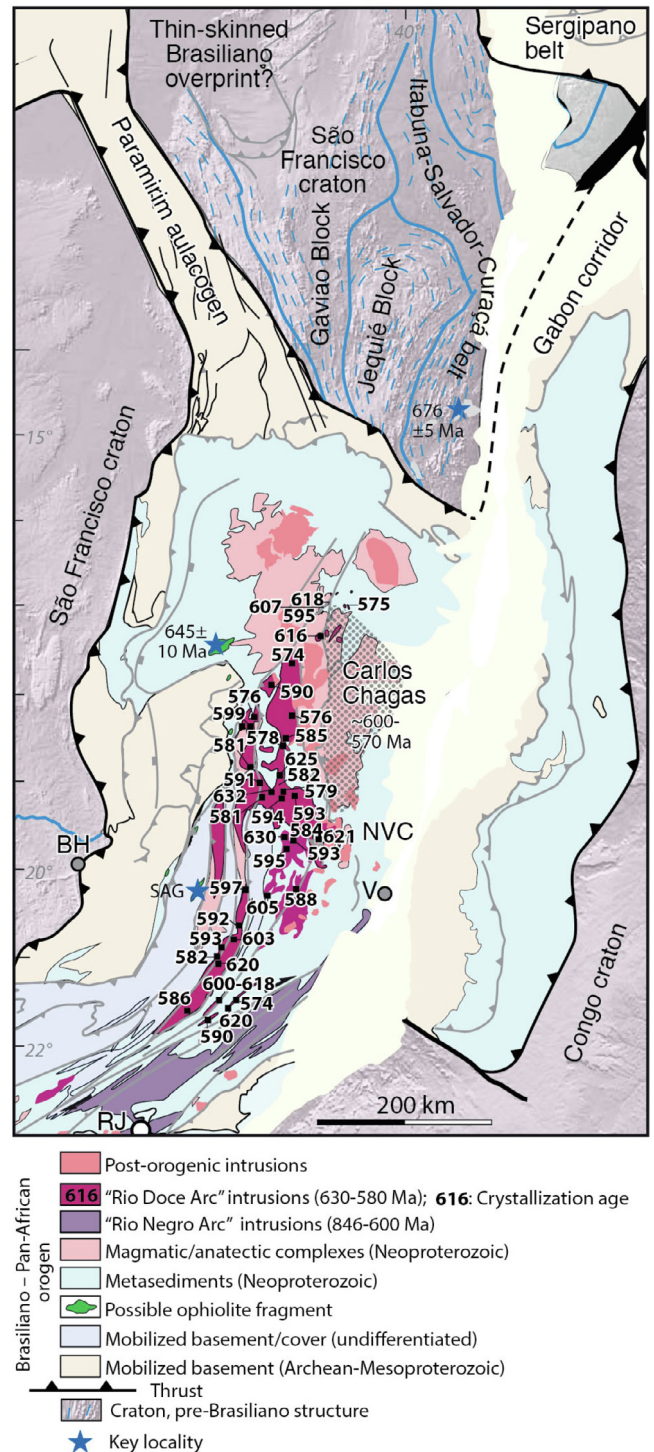 40°
Thin-skinned
Brasiliano
overprint?
Sergipano
belt
Paramirim aulacogen
São
Francisco
craton
Itabuna-Salvador-Curaçá belt
Gaviao Block
Jequié Block
Gabon corridor
676
±5 Ma
15°
São Francisco craton
618
607
595
575
616
645±
10 Ma
574
Carlos
Chagas
~600-
570 Ma
590
576
599
576
578
585
581
625
591
582
632
579
581
594
593
584
621
NVC
630
593
BH
20°
595
SAG
597
605
588
V
592
593
603
582
620
600-618
586
574
620
590
22°
Congo craton
200 km
RJ
Brasiliano – Pan-African
orogen
Post-orogenic intrusions
616 “Rio Doce Arc” intrusions (630-580 Ma); 616: Crystallization age
“Rio Negro Arc” intrusions (846-600 Ma)
Magmatic/anatectic complexes (Neoproterozoic)
Metasediments (Neoproterozoic)
Possible ophiolite fragment
Mobilized basement/cover (undifferentiated)
Mobilized basement (Archean-Mesoproterozoic)
Thrust
Craton, pre-Brasiliano structure
Key locality